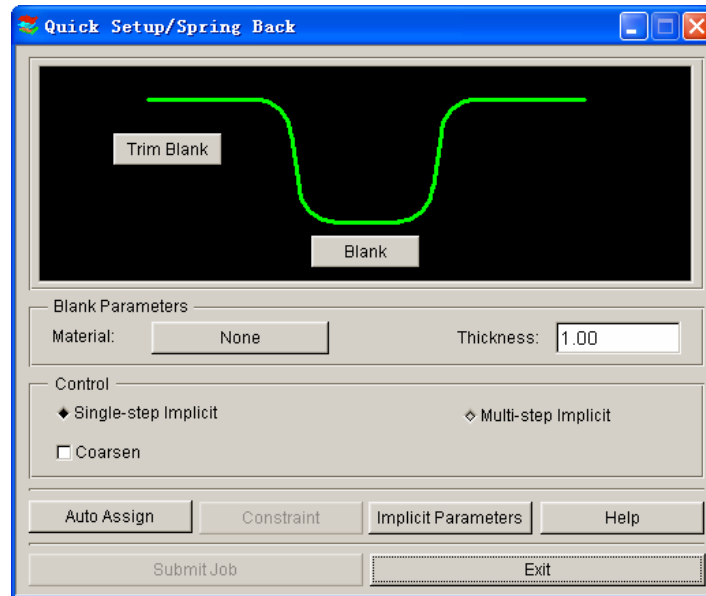 Quick Setup/Spring Back
Trim Blank
Blank
Blank Parameters
Material: None Thickness: 1.00
Control
Single-step Implicit Multi-step Implicit
Coarsen
Auto Assign Constraint Implicit Parameters Help
Submit Job Exit